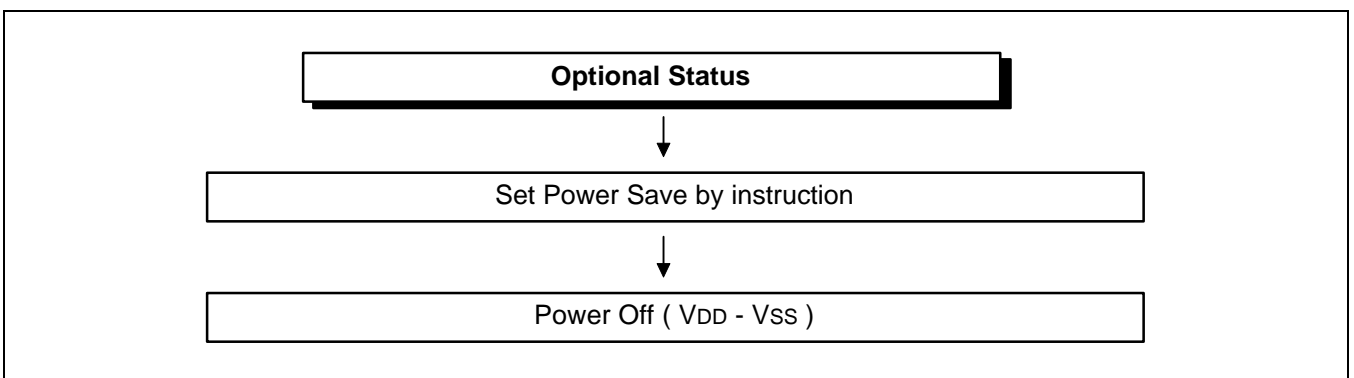 Optional Status
Set Power Save by instruction
Power Off ( VDD - VSS )